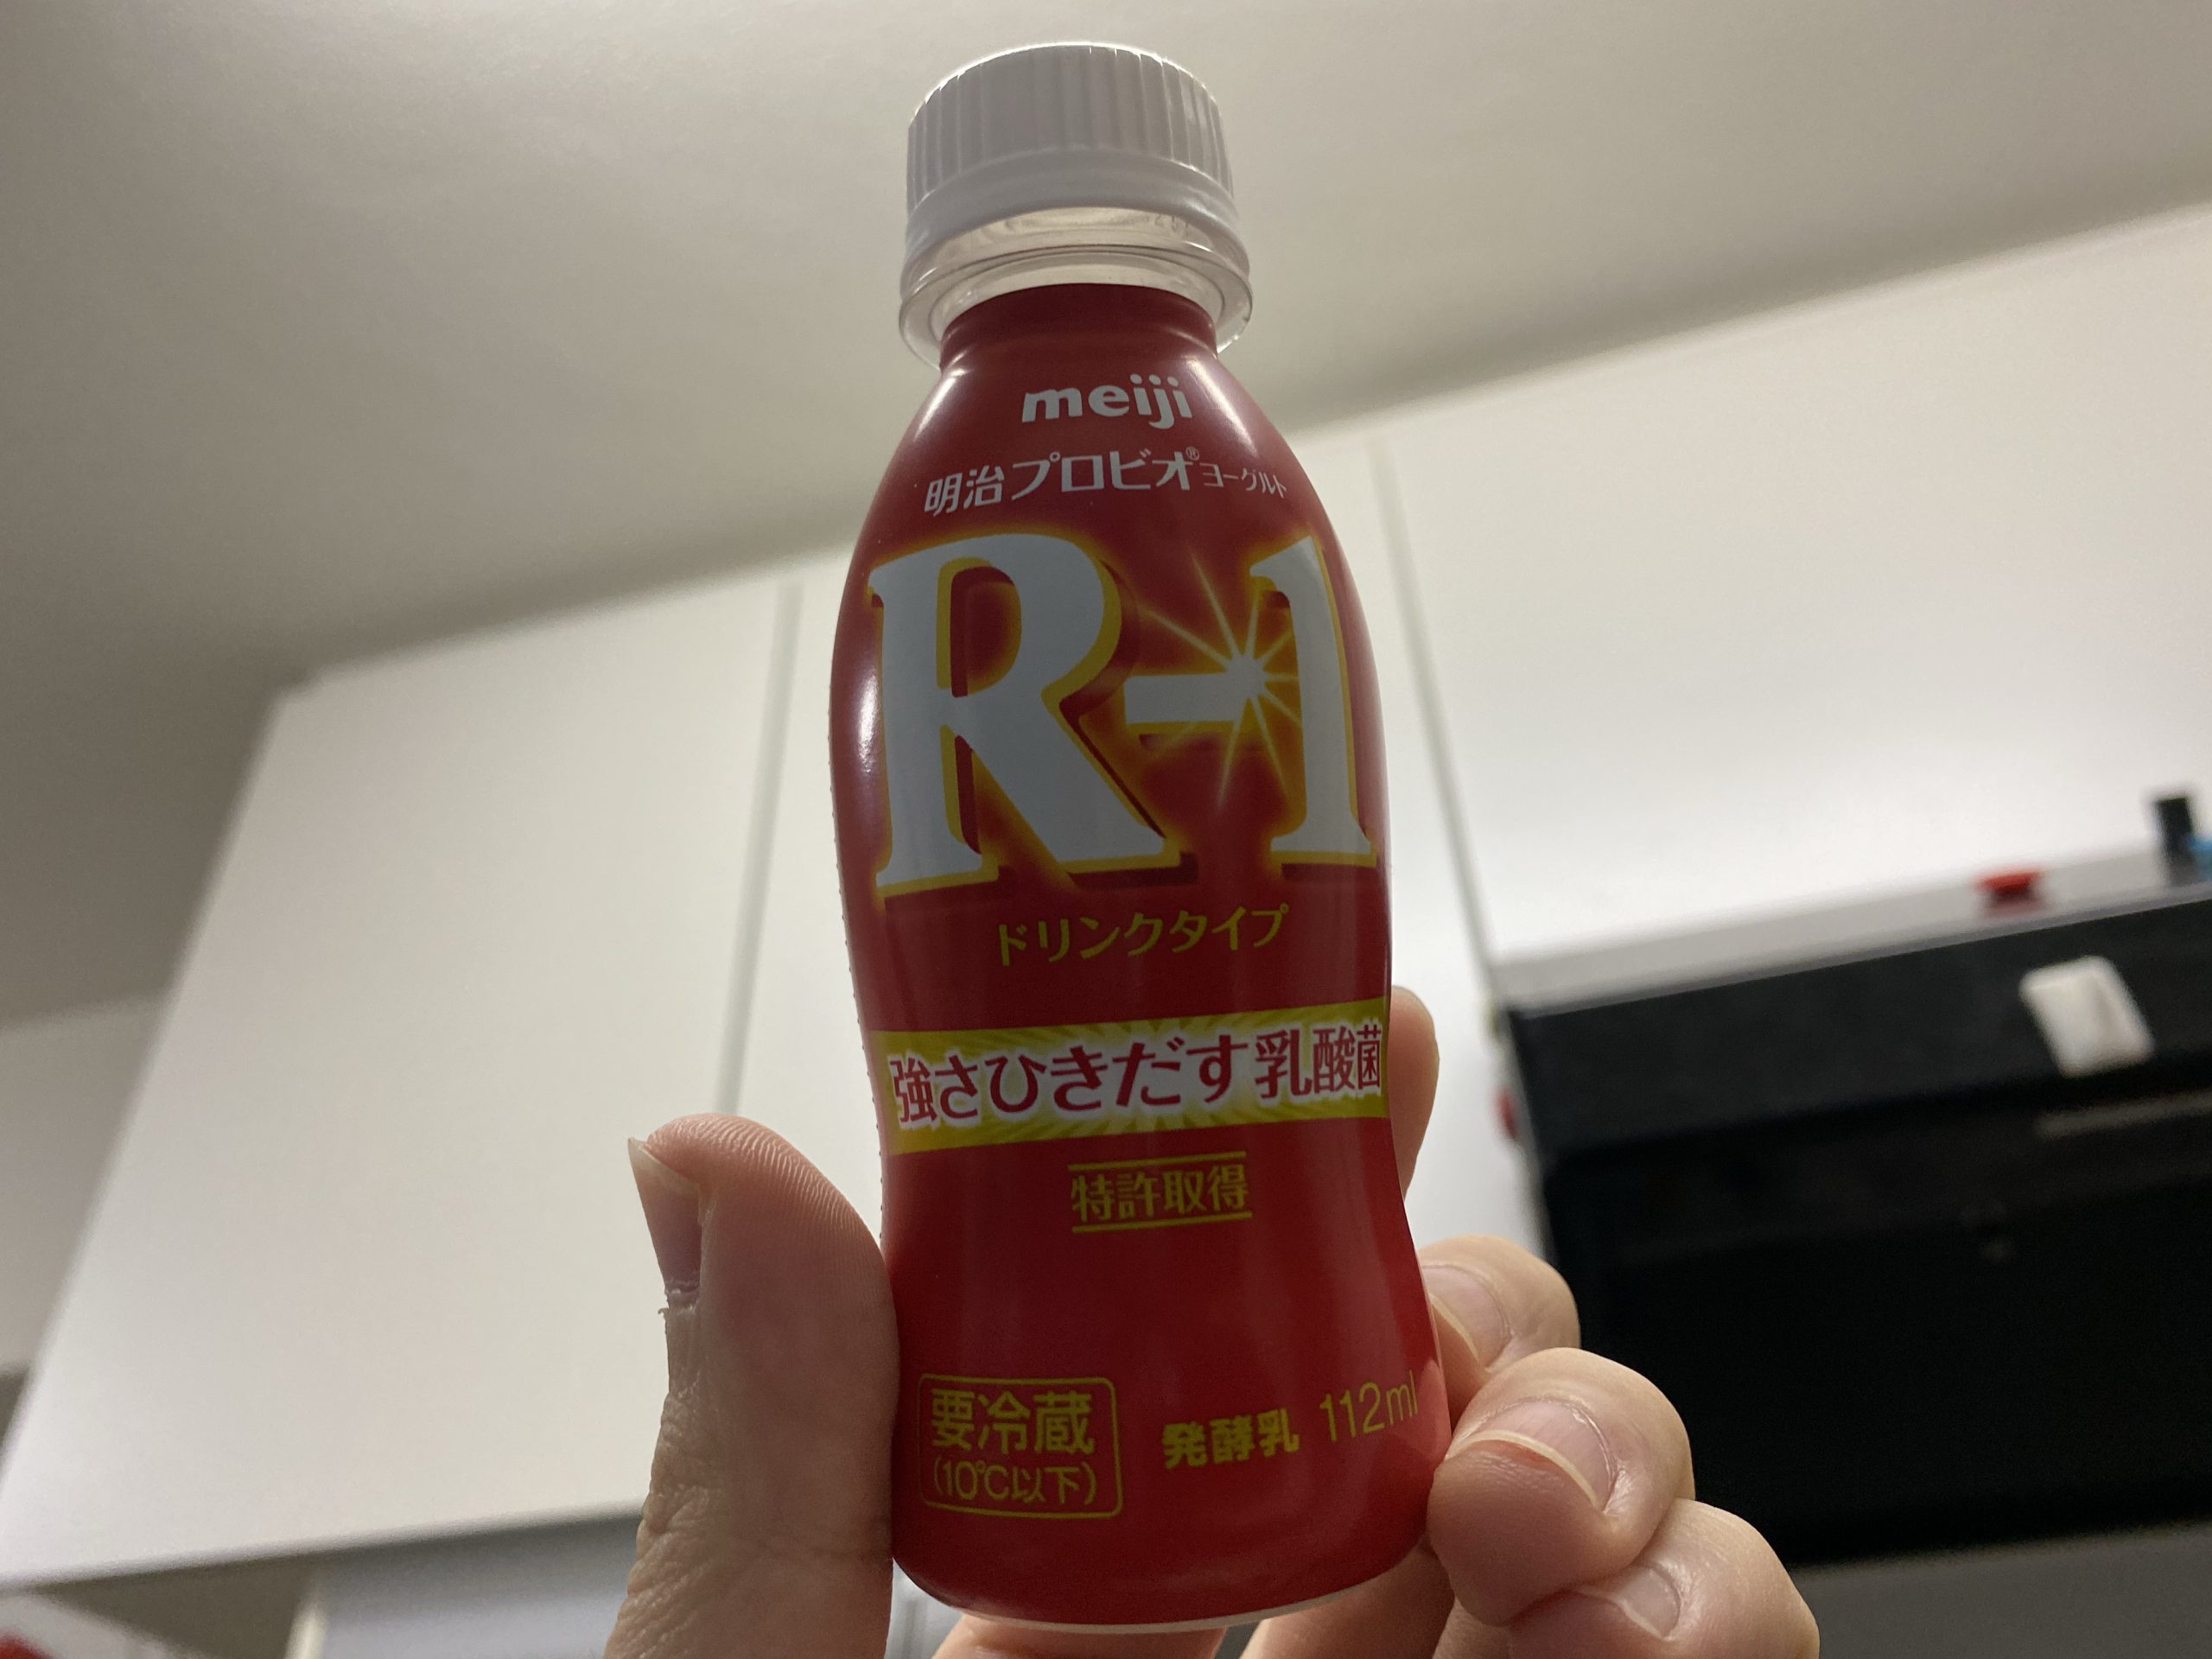 meiji
明治プロビオ®ヨーグルト
R-1
ドリンクタイプ
強さひきだす乳酸菌
特許取得
要冷蔵
(10℃以下)
発酵乳 112ml